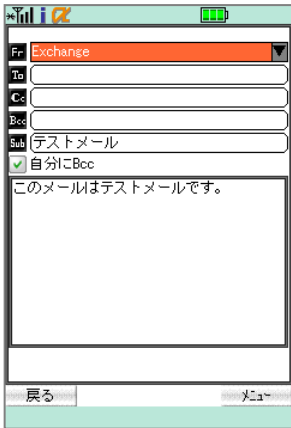 i α
Fr Exchange
To
Cc
Bcc
Sub テストメール
自分にBcc
このメールはテストメールです。
戻る ﾒﾆｭｰ